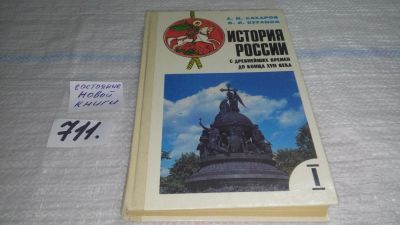 А. Н. САХАРОВ
В. И. БУГАНОВ
ИСТОРИЯ
РОССИИ
С ДРЕВНЕЙШИХ ВРЕМЕН
ДО КОНЦА XVII ВЕКА
I
состояние
новой
книги
711.